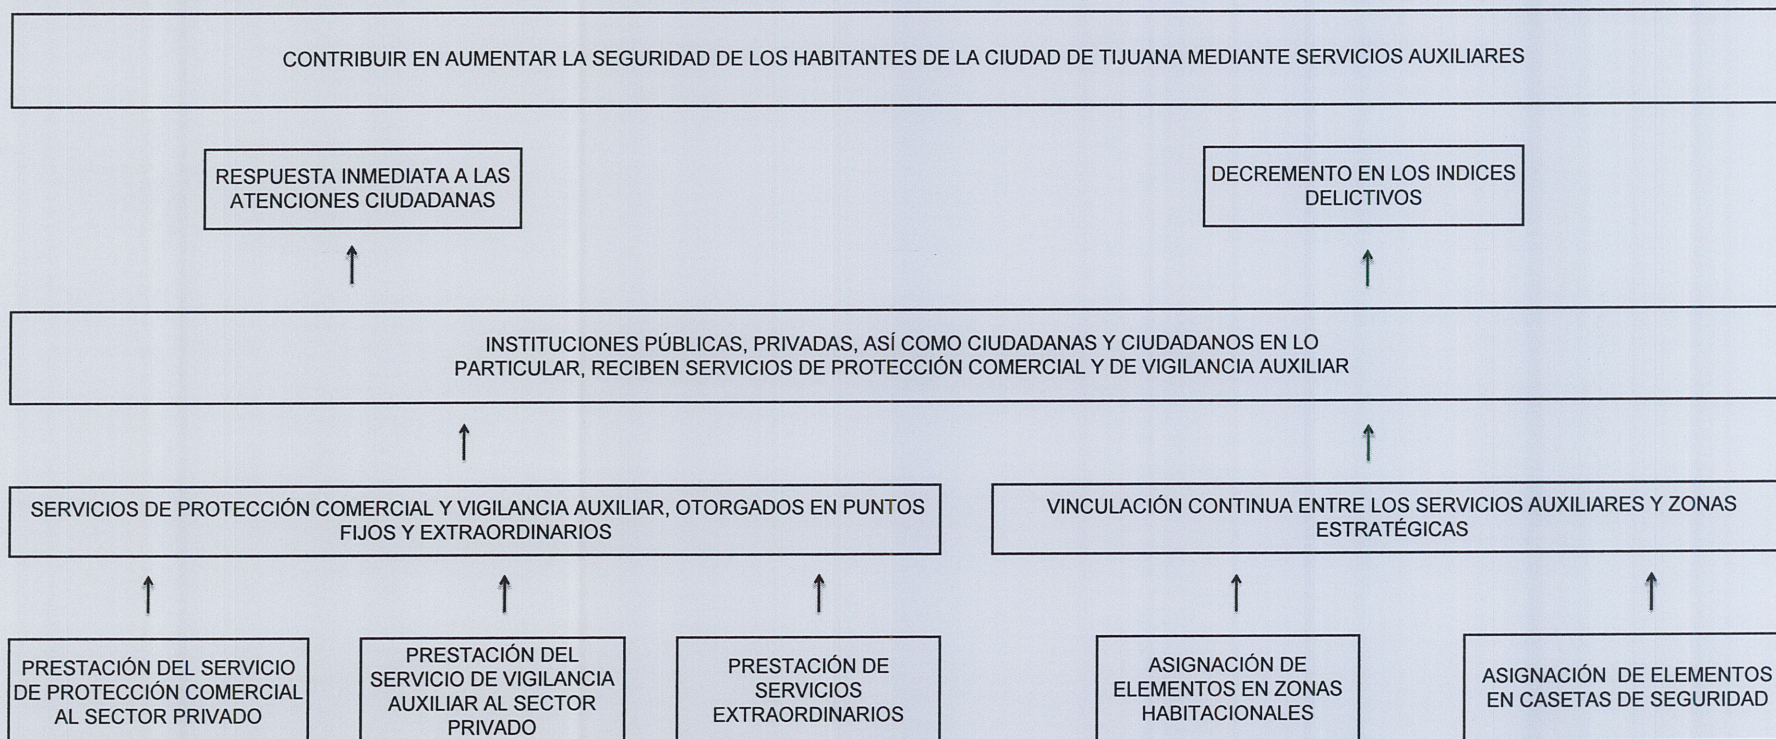 CONTRIBUIR EN AUMENTAR LA SEGURIDAD DE LOS HABITANTES DE LA CIUDAD DE TIJUANA MEDIANTE SERVICIOS AUXILIARES
RESPUESTA INMEDIATA A LAS
ATENCIONES CIUDADANAS
DECREMENTO EN LOS INDICES
DELICTIVOS
INSTITUCIONES PÚBLICAS, PRIVADAS, ASÍ COMO CIUDADANAS Y CIUDADANOS EN LO
PARTICULAR, RECIBEN SERVICIOS DE PROTECCIÓN COMERCIAL Y DE VIGILANCIA AUXILIAR
SERVICIOS DE PROTECCIÓN COMERCIAL Y VIGILANCIA AUXILIAR, OTORGADOS EN PUNTOS
FIJOS Y EXTRAORDINARIOS
VINCULACIÓN CONTINUA ENTRE LOS SERVICIOS AUXILIARES Y ZONAS
ESTRATÉGICAS
PRESTACIÓN DEL SERVICIO
DE PROTECCIÓN COMERCIAL
AL SECTOR PRIVADO
PRESTACIÓN DEL
SERVICIO DE VIGILANCIA
AUXILIAR AL SECTOR
PRIVADO
PRESTACIÓN DE
SERVICIOS
EXTRAORDINARIOS
ASIGNACIÓN DE
ELEMENTOS EN ZONAS
HABITACIONALES
ASIGNACIÓN DE ELEMENTOS
EN CASETAS DE SEGURIDAD